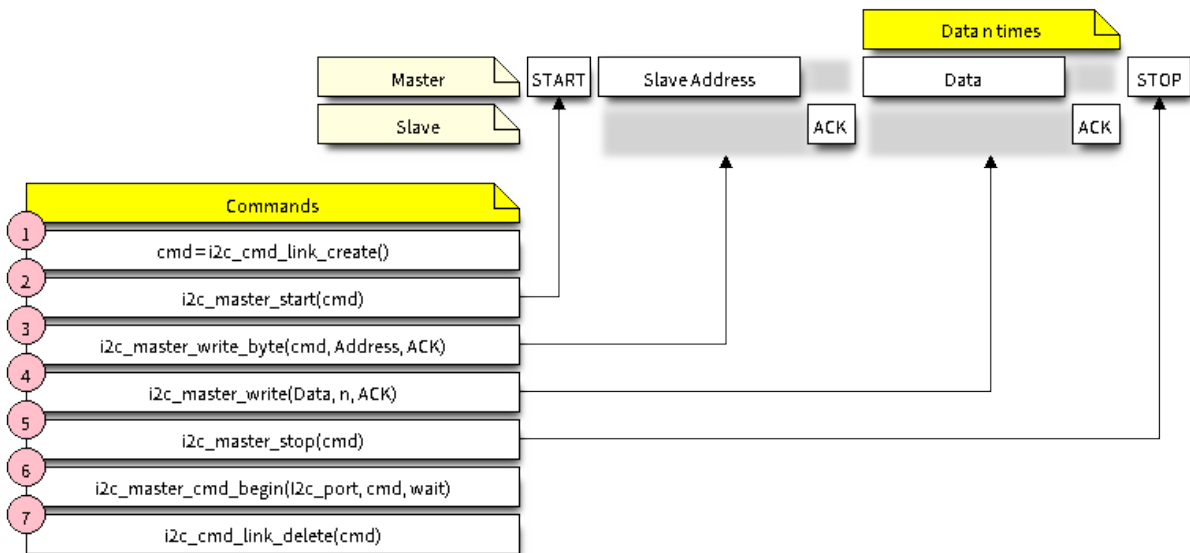 Data n times
Master
START
Slave Address
Data
STOP
Slave
ACK
ACK
Commands
1
cmd=i2c_cmd_link_create()
2
i2c_master_start(cmd)
3
i2c_master_write_byte(cmd, Address, ACK)
4
i2c_master_write(Data, n, ACK)
5
i2c_master_stop(cmd)
6
i2c_master_cmd_begin(I2c_port, cmd, wait)
7
i2c_cmd_link_delete(cmd)